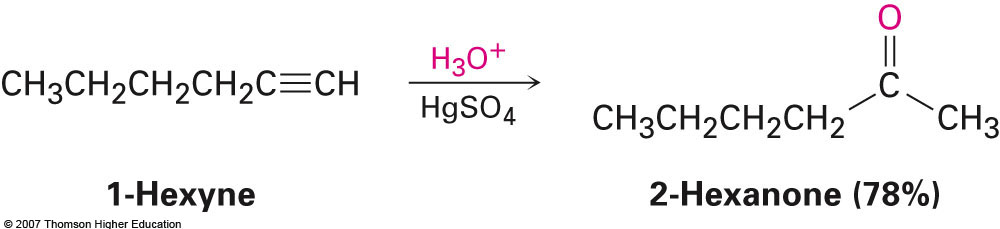 O
H₃O⁺
CH₃CH₂CH₂CH₂C≡CH
C
HgSO₄
CH₃CH₂CH₂CH₂ CH₃
1-Hexyne 2-Hexanone (78%)
© 2007 Thomson Higher Education